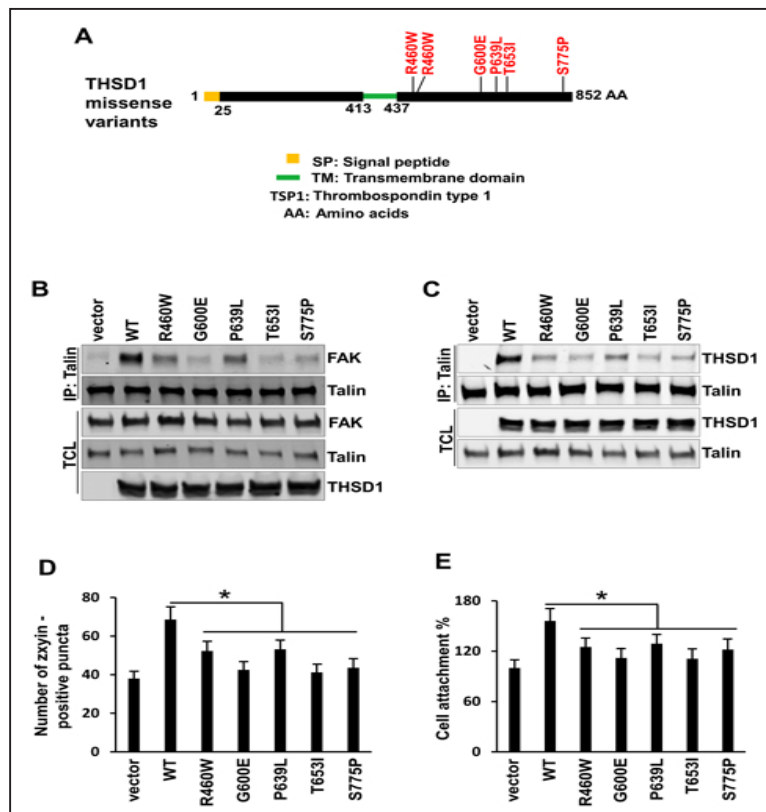 A
R460W
R460W
G600E
P639L
T653I
S775P
THSD1
missense
variants
1
852 AA
25
413
437
SP: Signal peptide
TM: Transmembrane domain
TSP1: Thrombospondin type 1
AA: Amino acids
B
vector
WT
R460W
G600E
P639L
T653I
S775P
IP: Talin
FAK
Talin
TCL
FAK
Talin
THSD1
C
vector
WT
R460W
G600E
P639L
T653I
S775P
IP: Talin
THSD1
Talin
TCL
THSD1
Talin
D
Number of zxyin -
positive puncta
80
60
40
20
0
*
vector
WT
R460W
G600E
P639L
T653I
S775P
E
Cell attachment %
180
120
60
0
*
vector
WT
R460W
G600E
P639L
T653I
S775P